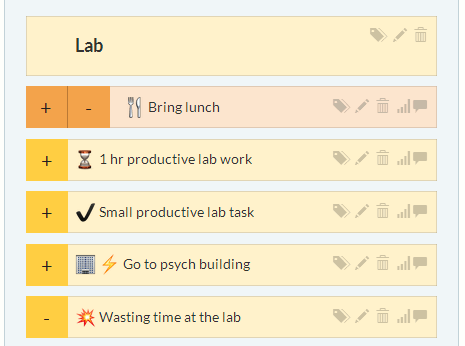 Lab
+ - 🍴 Bring lunch
+ ⏳ 1 hr productive lab work
+ ✔ Small productive lab task
+ 🏢 ⚡ Go to psych building
- 💥 Wasting time at the lab